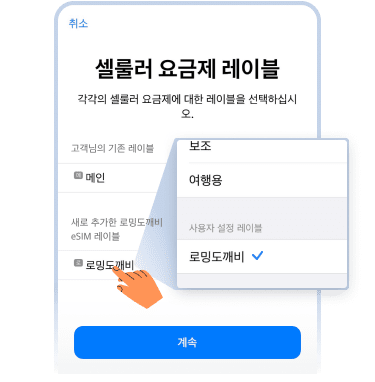 취소
셀룰러 요금제 레이블
각각의 셀룰러 요금제에 대한 레이블을 선택하십시
오.
고객님의 기존 레이블
메인
새로 추가한 로밍도깨비
eSIM 레이블
로밍도깨비
보조
여행용
사용자 설정 레이블
로밍도깨비
계속